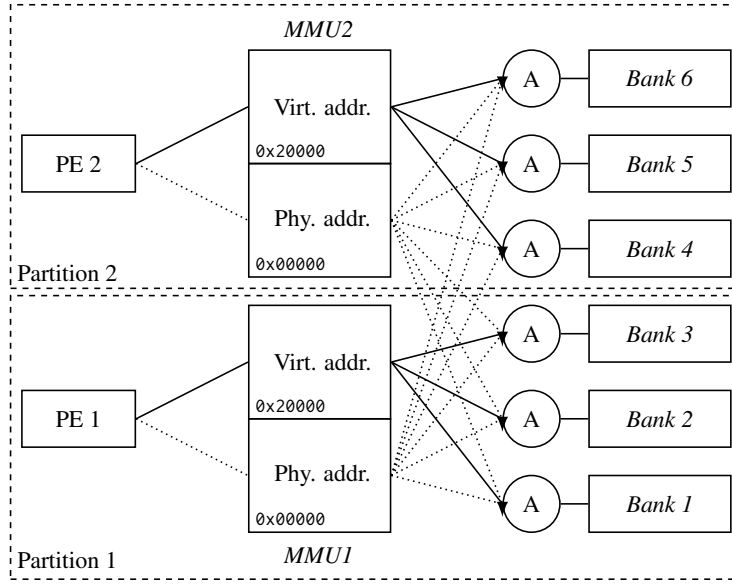 MMU2
Virt. addr.
0x20000
Phy. addr.
0x00000
PE 2
A
Bank 6
A
Bank 5
A
Bank 4
Partition 2
Virt. addr.
0x20000
Phy. addr.
0x00000
MMU1
PE 1
A
Bank 3
A
Bank 2
A
Bank 1
Partition 1